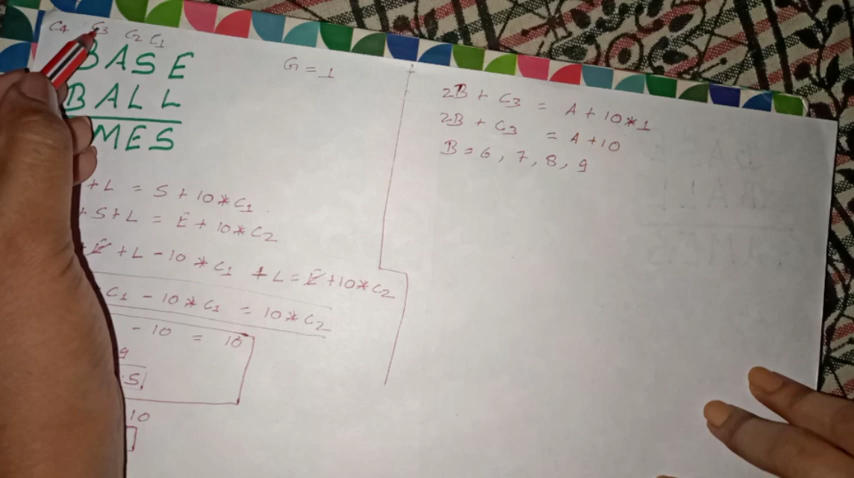 C4 C3 C2 C1
BASE
BALL
MES
G = 1
+L = S + 10*C1
+ S+L = E + 10*C2
+E +L - 10*C1 +L = E + 10*C2
C1 - 10*C1 = 10*C2
- 10 = 10
9
S
10
2B + C3 = A + 10*1
2B + C3 = A + 10
B = 6, 7, 8, 9